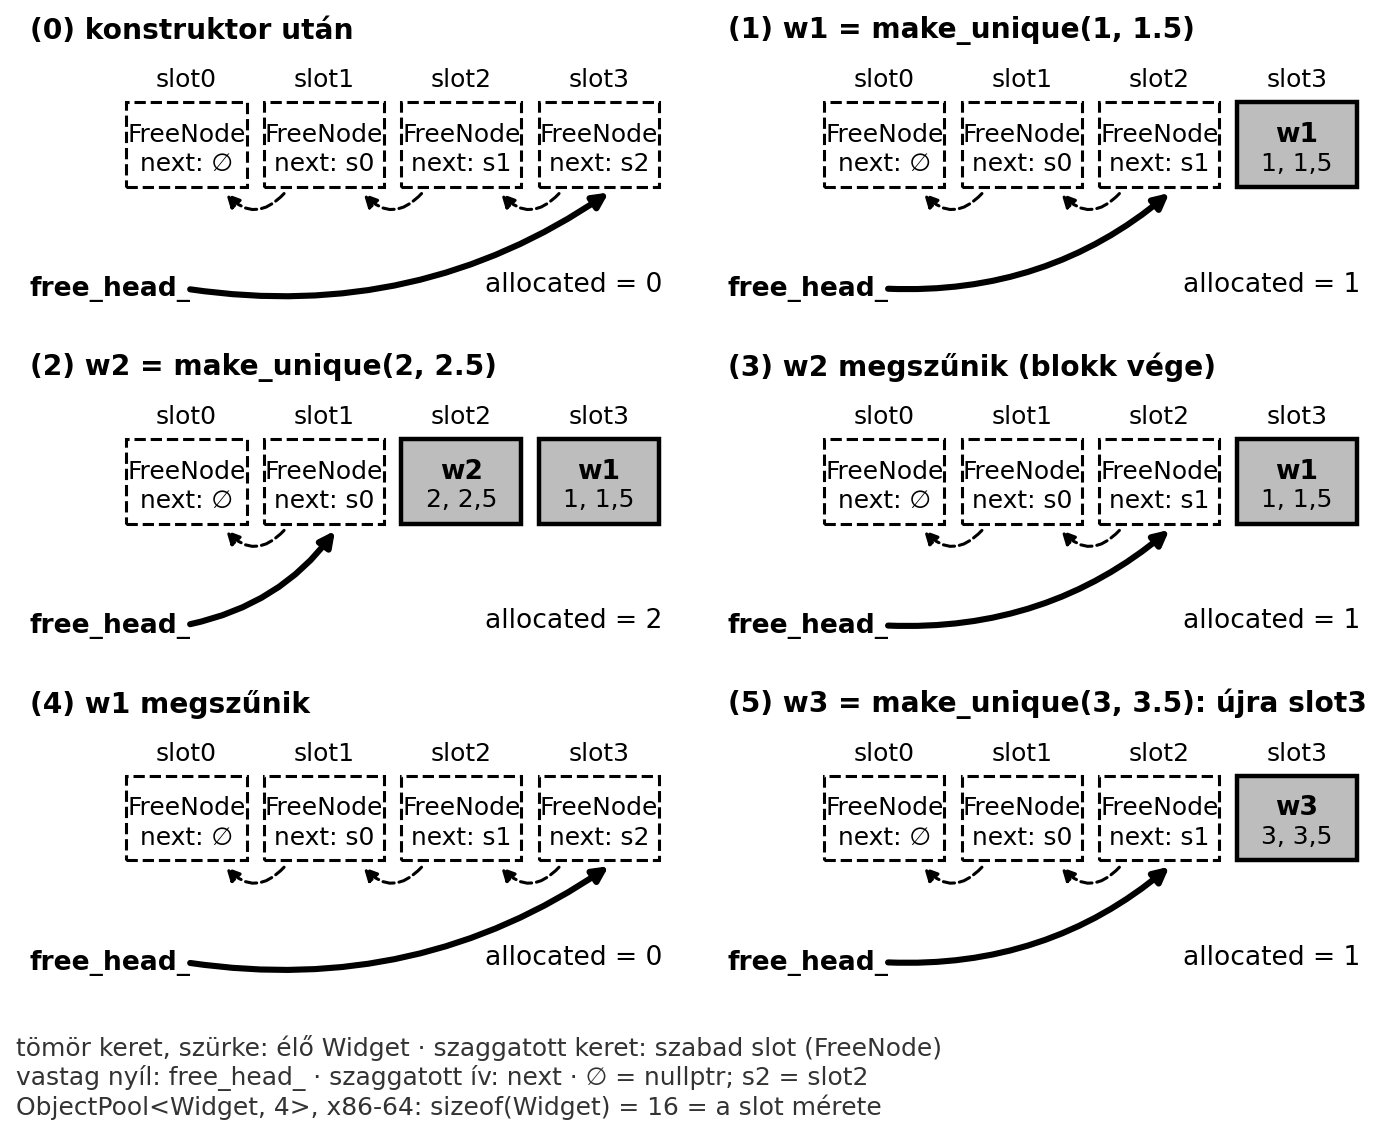 (0) konstruktor után
slot0 slot1 slot2 slot3
FreeNode FreeNode FreeNode FreeNode
next: ∅ next: s0 next: s1 next: s2
free_head_ allocated = 0
(1) w1 = make_unique(1, 1.5)
slot0 slot1 slot2 slot3
FreeNode FreeNode FreeNode w1
next: ∅ next: s0 next: s1 1, 1,5
free_head_ allocated = 1
(2) w2 = make_unique(2, 2.5)
slot0 slot1 slot2 slot3
FreeNode FreeNode w2 w1
next: ∅ next: s0 2, 2,5 1, 1,5
free_head_ allocated = 2
(3) w2 megszűnik (blokk vége)
slot0 slot1 slot2 slot3
FreeNode FreeNode FreeNode w1
next: ∅ next: s0 next: s1 1, 1,5
free_head_ allocated = 1
(4) w1 megszűnik
slot0 slot1 slot2 slot3
FreeNode FreeNode FreeNode FreeNode
next: ∅ next: s0 next: s1 next: s2
free_head_ allocated = 0
(5) w3 = make_unique(3, 3.5): újra slot3
slot0 slot1 slot2 slot3
FreeNode FreeNode FreeNode w3
next: ∅ next: s0 next: s1 3, 3,5
free_head_ allocated = 1
tömör keret, szürke: élő Widget · szaggatott keret: szabad slot (FreeNode)
vastag nyíl: free_head_ · szaggatott ív: next · ∅ = nullptr; s2 = slot2
ObjectPool<Widget, 4>, x86-64: sizeof(Widget) = 16 = a slot mérete